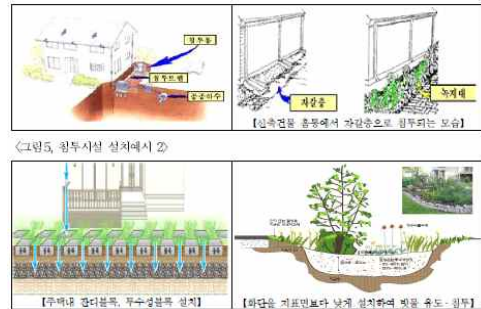 침투통
침투트렌
공공하수
자갈층
녹지대
【신축건물 홈통에서 자갈층으로 침투되는 모습】
<그림5, 침투시설 설치예시 2>
【주택내 잔디블록, 투수성블록 설치】
【화단을 지표면보다 낮게 설치하여 빗물 유도·침투】